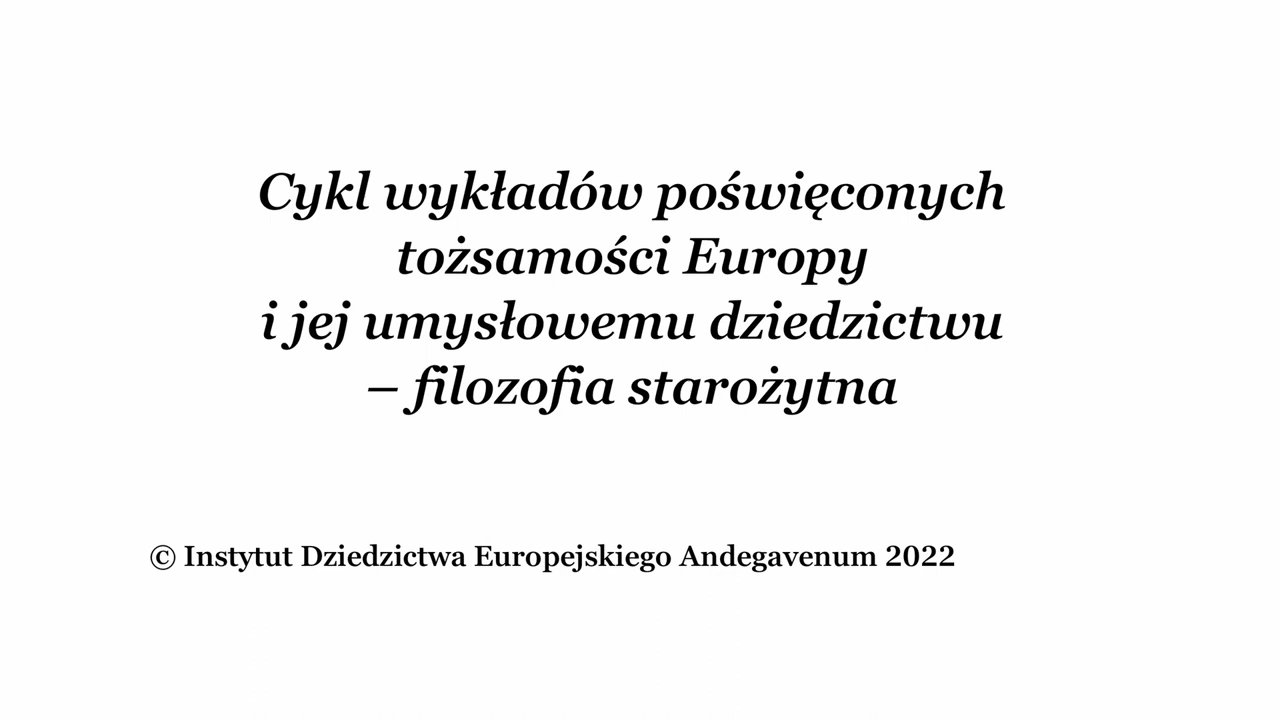 Cykl wykładów poświęconych
tożsamości Europy
i jej umysłowemu dziedzictwu
– filozofia starożytna
© Instytut Dziedzictwa Europejskiego Andegavenum 2022